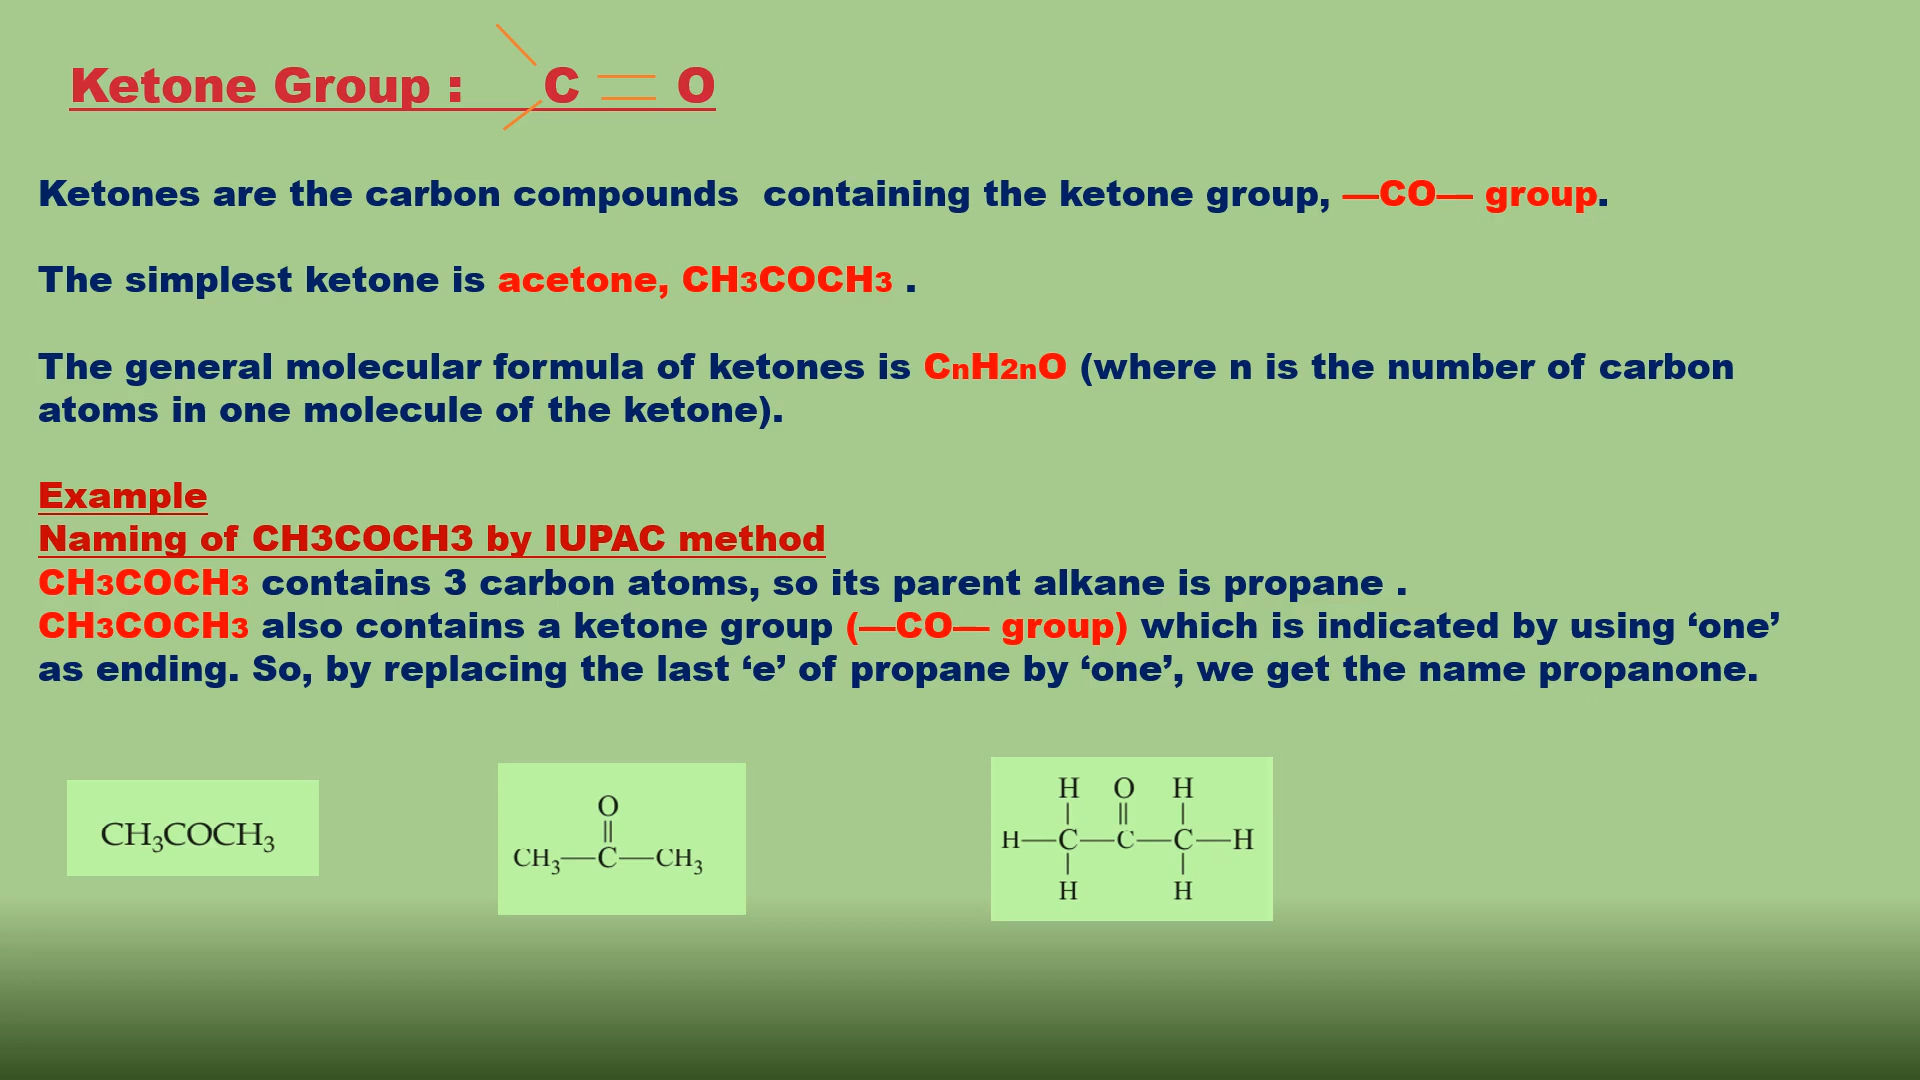 Ketone Group : C = O
Ketones are the carbon compounds  containing the ketone group, —CO— group.
The simplest ketone is acetone, CH3COCH3 .
The general molecular formula of ketones is CnH2nO (where n is the number of carbon
atoms in one molecule of the ketone).
Example
Naming of CH3COCH3 by IUPAC method
CH3COCH3 contains 3 carbon atoms, so its parent alkane is propane .
CH3COCH3 also contains a ketone group (—CO— group) which is indicated by using ‘one’
as ending. So, by replacing the last ‘e’ of propane by ‘one’, we get the name propanone.
CH₃COCH₃
O
||
CH₃—C—CH₃
H O H
| || |
H—C—C—C—H
| |
H H